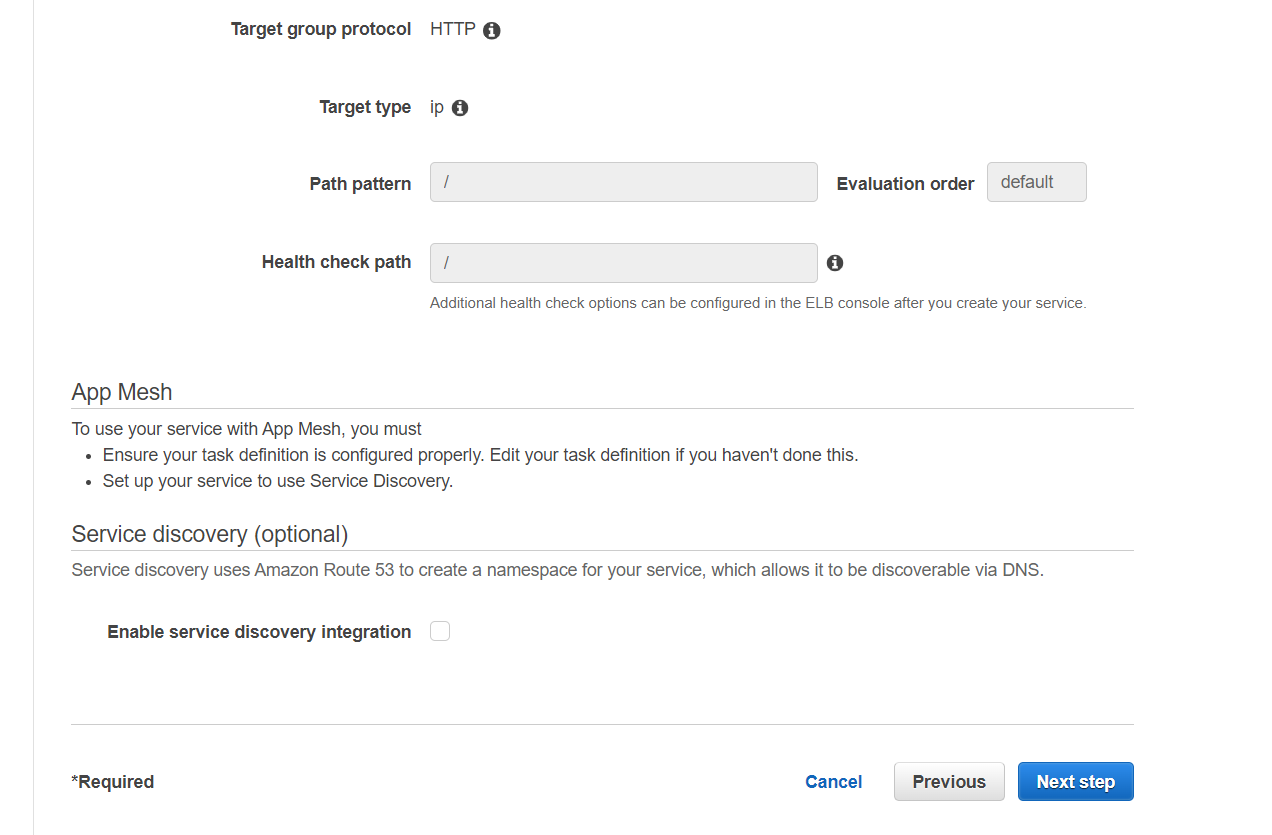 Target group protocol HTTP
Target type ip
Path pattern / Evaluation order default
Health check path /
Additional health check options can be configured in the ELB console after you create your service.
App Mesh
To use your service with App Mesh, you must
Ensure your task definition is configured properly. Edit your task definition if you haven't done this.
Set up your service to use Service Discovery.
Service discovery (optional)
Service discovery uses Amazon Route 53 to create a namespace for your service, which allows it to be discoverable via DNS.
Enable service discovery integration
*Required Cancel Previous Next step